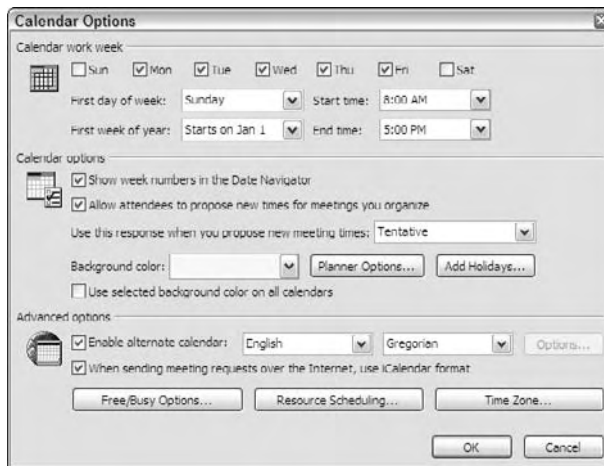 Calendar Options
Calendar work week
Sun Mon Tue Wed Thu Fri Sat
First day of week: Sunday Start time: 8:00 AM
First week of year: Starts on Jan 1 End time: 5:00 PM
Calendar options
Show week numbers in the Date Navigator
Allow attendees to propose new times for meetings you organize
Use this response when you propose new meeting times: Tentative
Background color: Planner Options... Add Holidays...
Use selected background color on all calendars
Advanced options
Enable alternate calendar: English Gregorian Options...
When sending meeting requests over the Internet, use iCalendar format
Free/Busy Options... Resource Scheduling... Time Zone...
OK Cancel